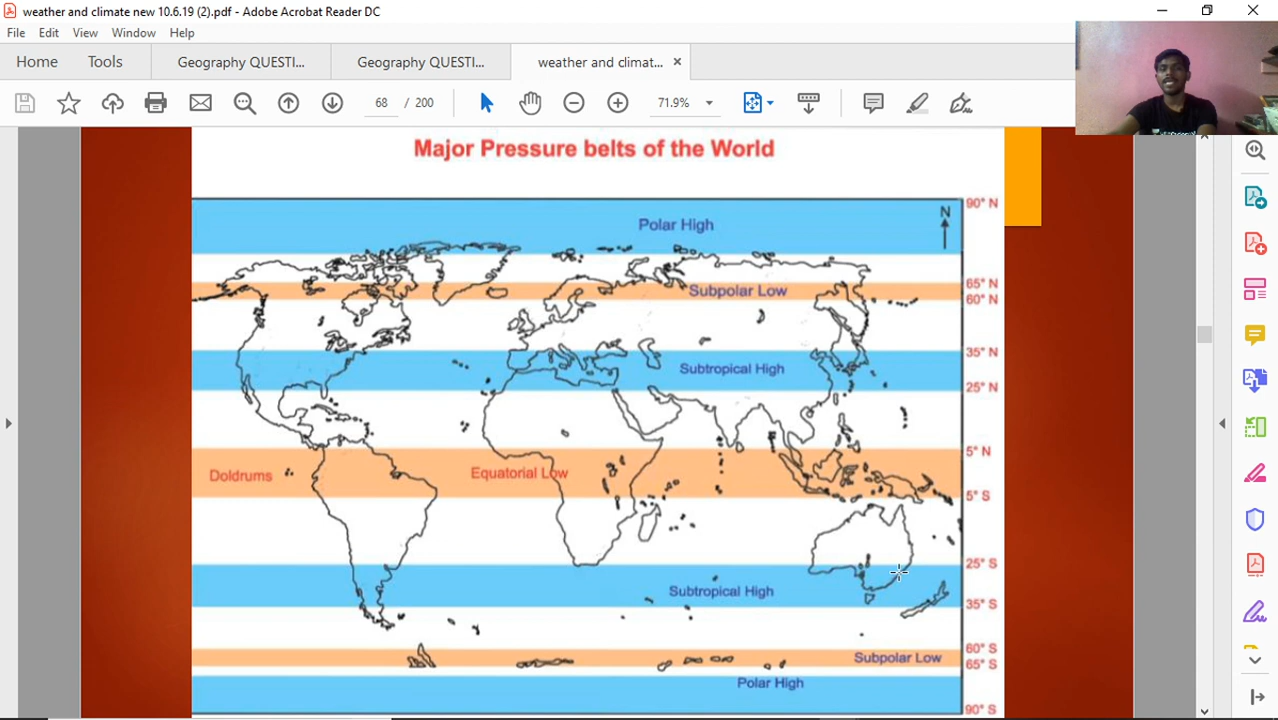 weather and climate new 10.6.19 (2).pdf - Adobe Acrobat Reader DC
File Edit View Window Help
Home Tools Geography QUESTI... Geography QUESTI... weather and climat... ×
68 / 200 71.9%
Major Pressure belts of the World
90° N
N
Polar High
65° N
Subpolar Low
60° N
35° N
Subtropical High
25° N
5° N
Doldrums Equatorial Low
5° S
25° S
Subtropical High
35° S
60° S
Subpolar Low
65° S
Polar High
90° S